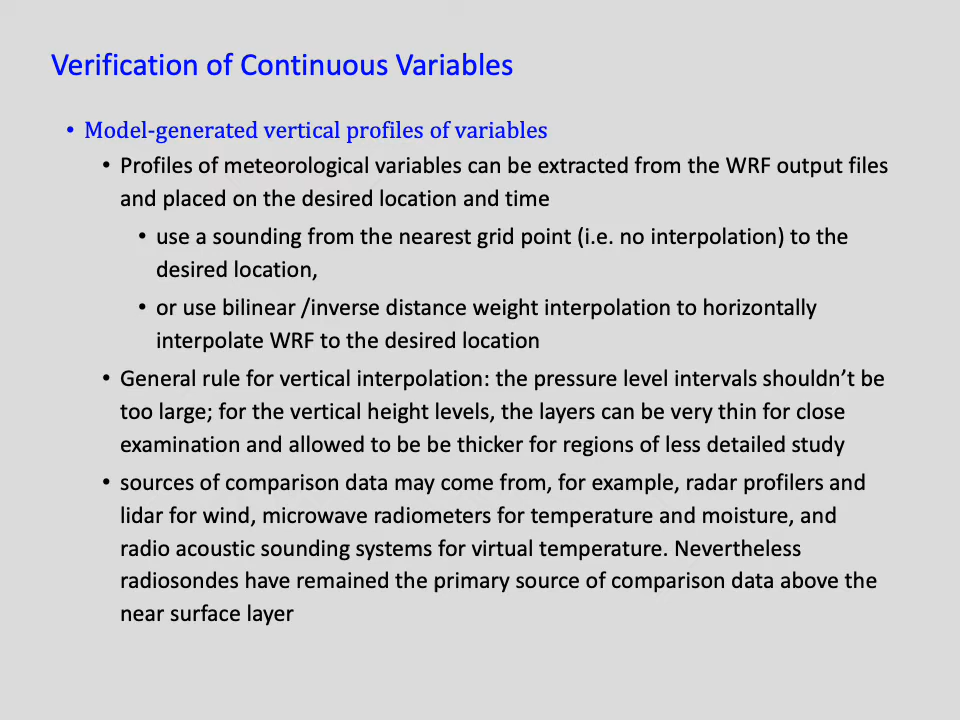 Verification of Continuous Variables
• Model-generated vertical profiles of variables
• Profiles of meteorological variables can be extracted from the WRF output files
and placed on the desired location and time
• use a sounding from the nearest grid point (i.e. no interpolation) to the
desired location,
• or use bilinear /inverse distance weight interpolation to horizontally
interpolate WRF to the desired location
• General rule for vertical interpolation: the pressure level intervals shouldn’t be
too large; for the vertical height levels, the layers can be very thin for close
examination and allowed to be be thicker for regions of less detailed study
• sources of comparison data may come from, for example, radar profilers and
lidar for wind, microwave radiometers for temperature and moisture, and
radio acoustic sounding systems for virtual temperature. Nevertheless
radiosondes have remained the primary source of comparison data above the
near surface layer